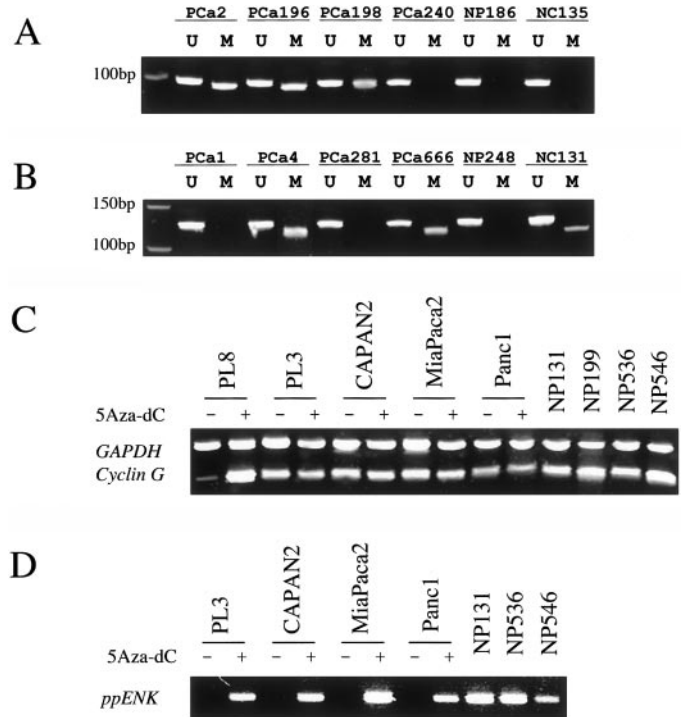 A
PCa2 PCa196 PCa198 PCa240 NP186 NC135
U M U M U M U M U M U M
100bp
B
PCa1 PCa4 PCa281 PCa666 NP248 NC131
U M U M U M U M U M U M
150bp
100bp
C
PL8 PL3 CAPAN2 MiaPaca2 Panc1 NP131 NP199 NP536 NP546
5Aza-dC - + - + - + - + - +
GAPDH
Cyclin G
D
PL3 CAPAN2 MiaPaca2 Panc1 NP131 NP536 NP546
5Aza-dC - + - + - + - +
ppENK